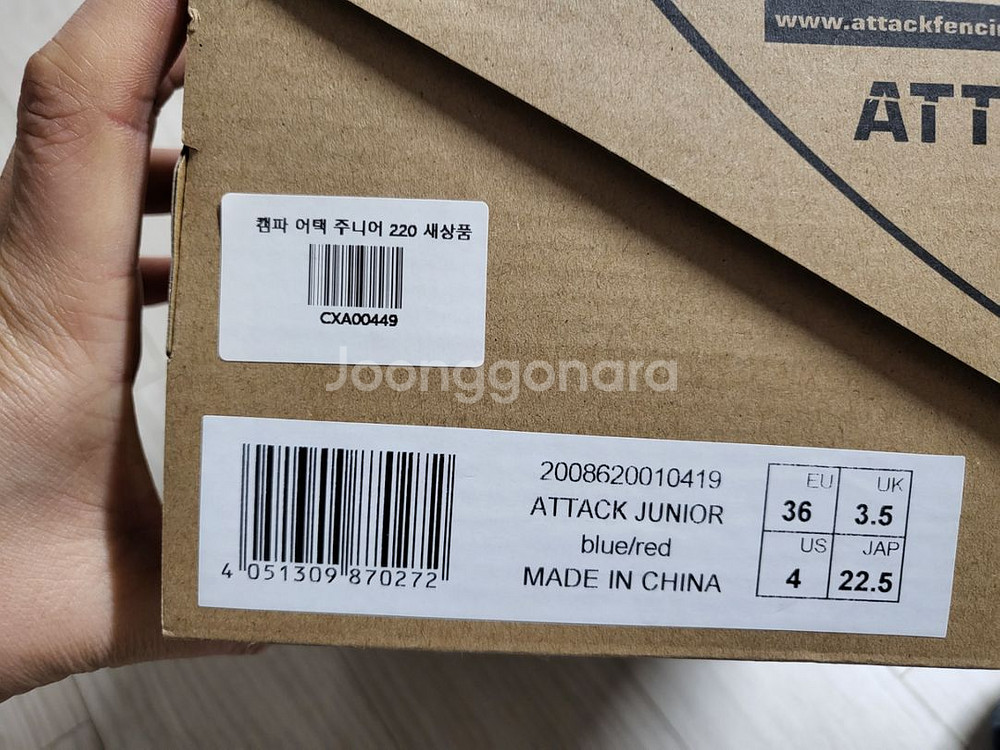 www.attackfencin
ATT
캠파 어택 주니어 220 새상품
CXA00449
Joonggonara
2008620010419
ATTACK JUNIOR
blue/red
MADE IN CHINA
4 051309 870272
EU 36
UK 3.5
US 4
JAP 22.5